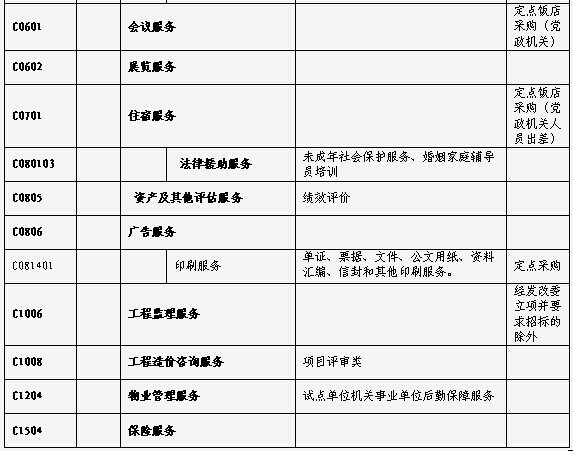 C0601 会议服务 定点饭店
采购（党
政机关）
C0602 展览服务
C0701 住宿服务 定点饭店
采购（党
政机关人
员出差）
C080103 法律援助服务 未成年社会保护服务、婚姻家庭辅导
员培训
C0805 资产及其他评估服务 绩效评价
C0806 广告服务
C081401 印刷服务 单证、票据、文件、公文用纸、资料
汇编、信封和其他印刷服务。 定点采购
C1006 工程监理服务 经发改委
立项并要
求招标的
除外
C1008 工程造价咨询服务 项目评审类
C1204 物业管理服务 试点单位机关事业单位后勤保障服务
C1504 保险服务